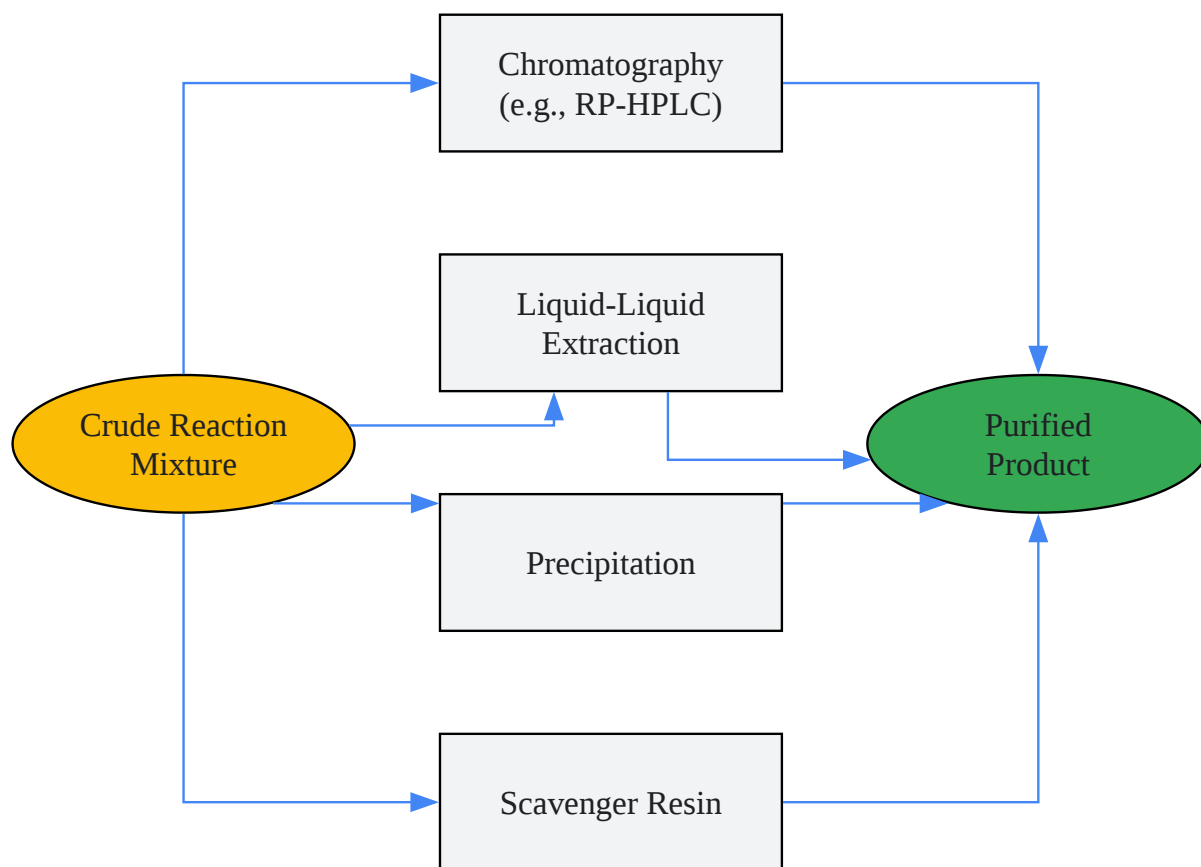 Chromatography
(e.g., RP-HPLC)
Liquid-Liquid
Extraction
Crude Reaction
Mixture
Purified
Product
Precipitation
Scavenger Resin